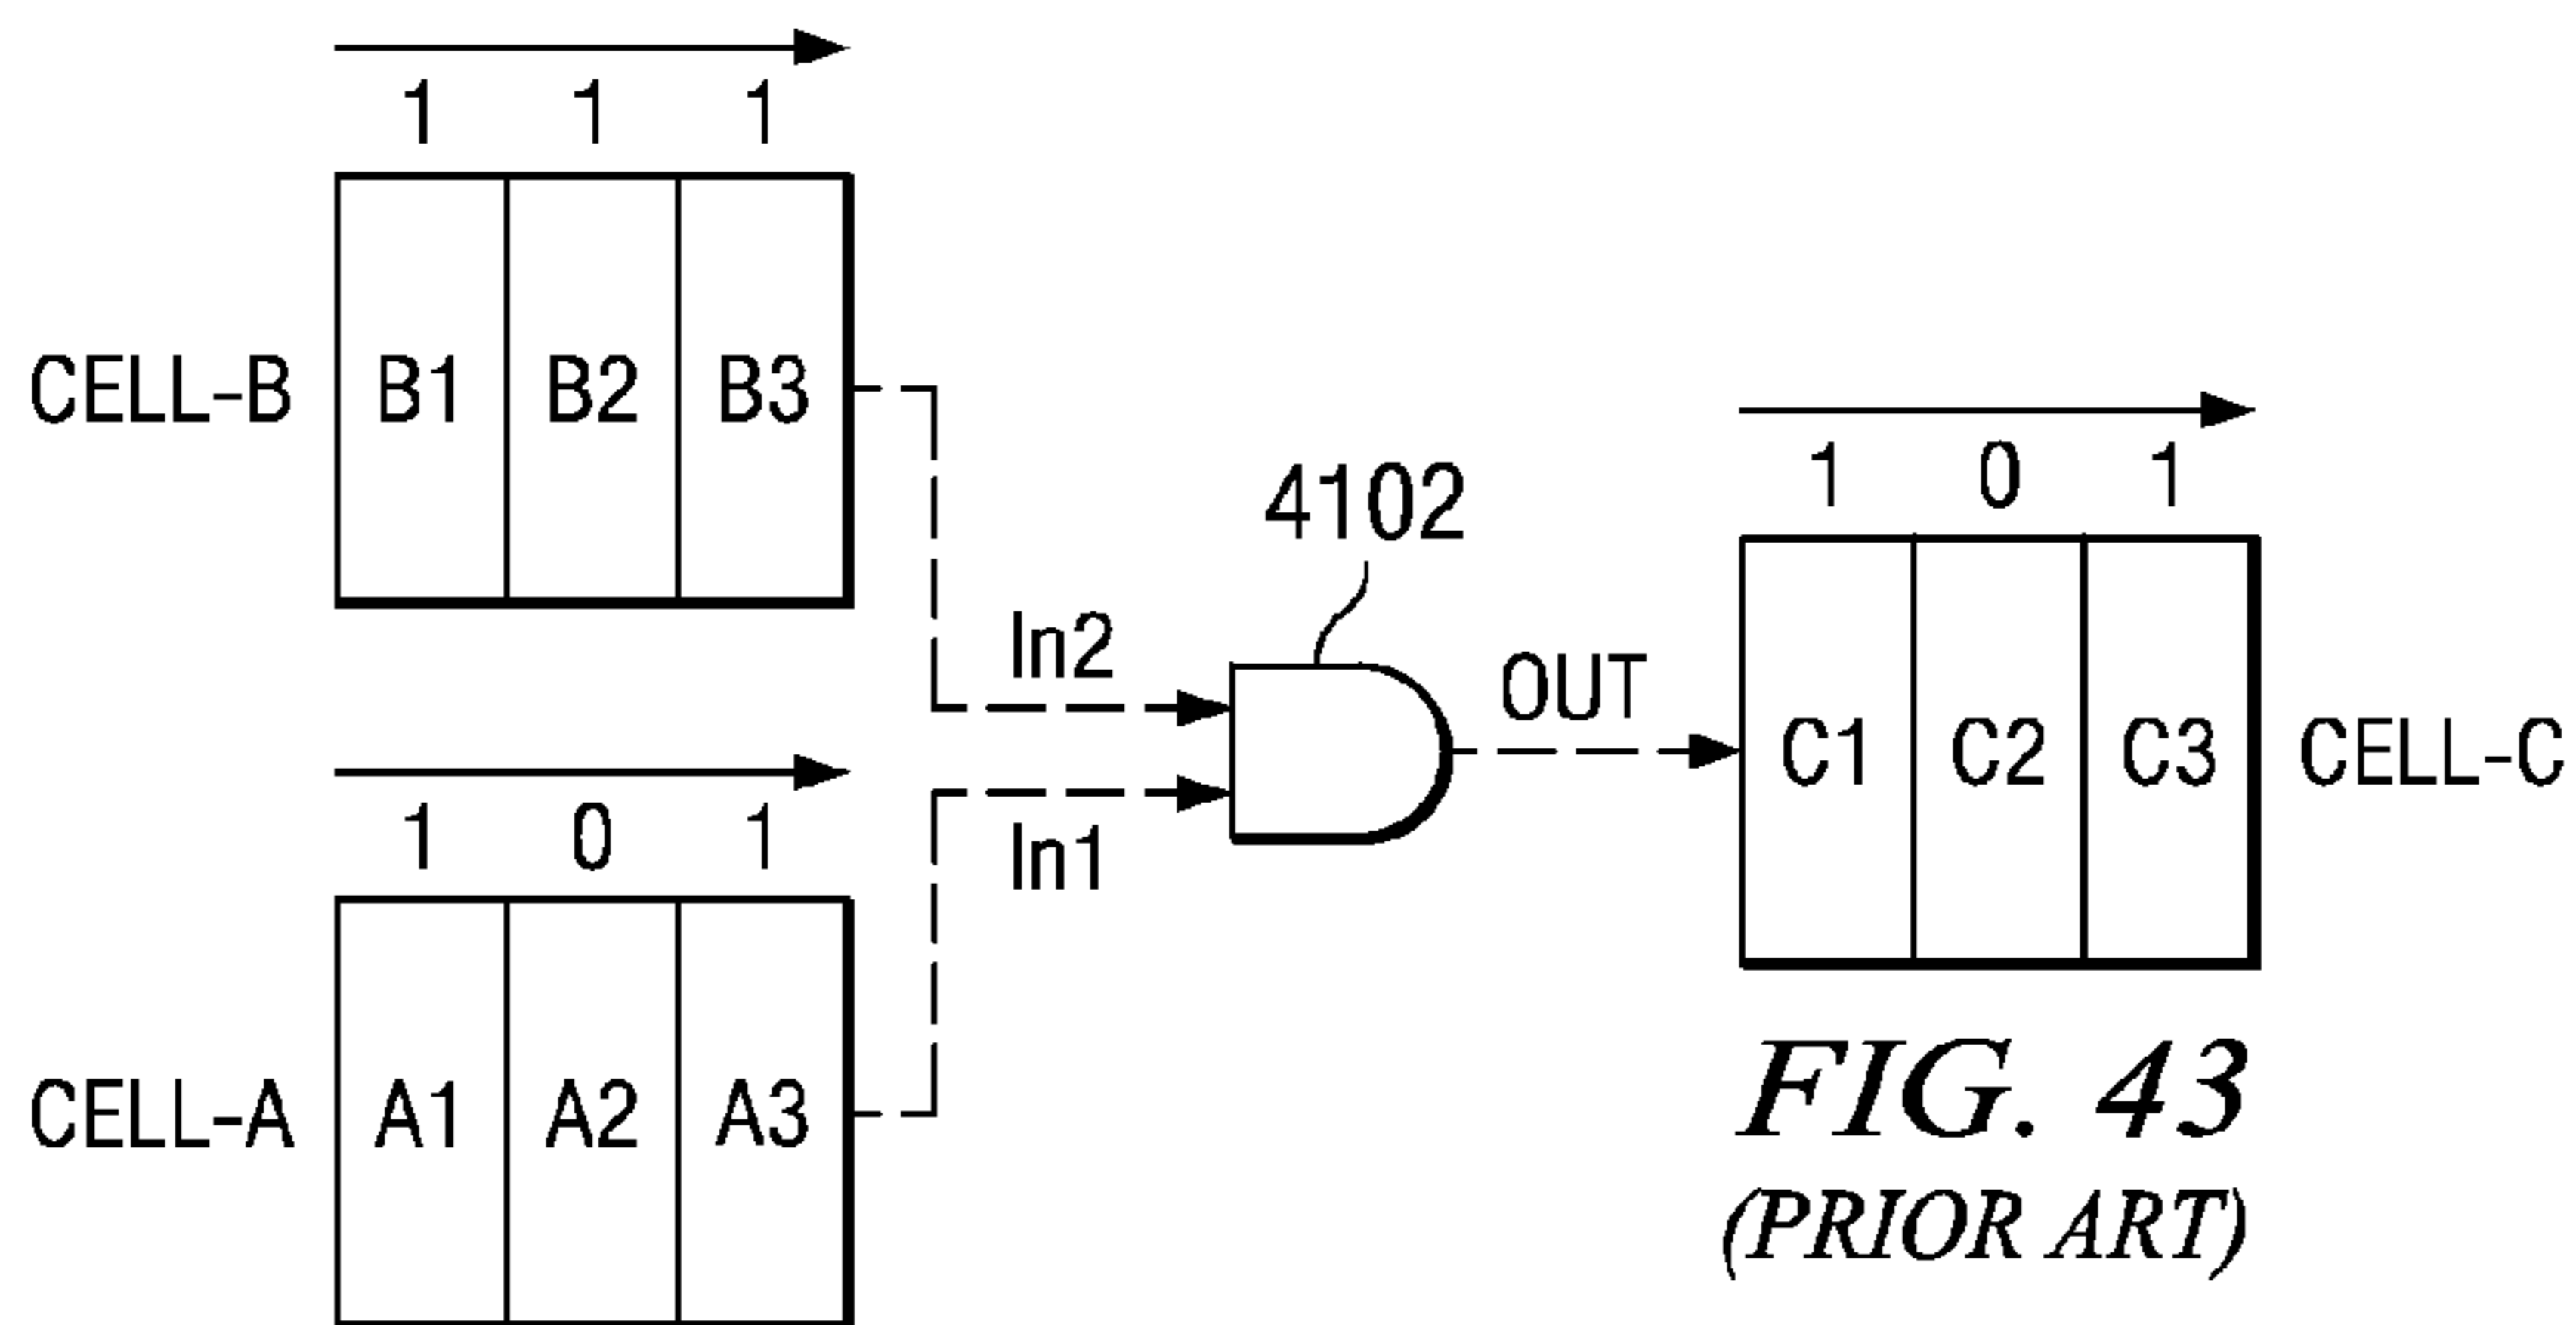 1 1 1
CELL-B B1 B2 B3
4102
In2
OUT
1 0 1
C1 C2 C3 CELL-C
In1
1 0 1
CELL-A A1 A2 A3
FIG. 43
(PRIOR ART)